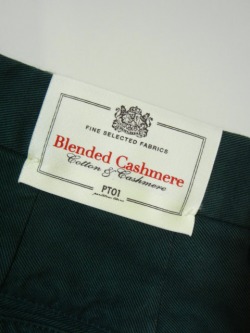 FINE SELECTED FABRICS
Blended Cashmere
Cotton & Cashmere
PT01